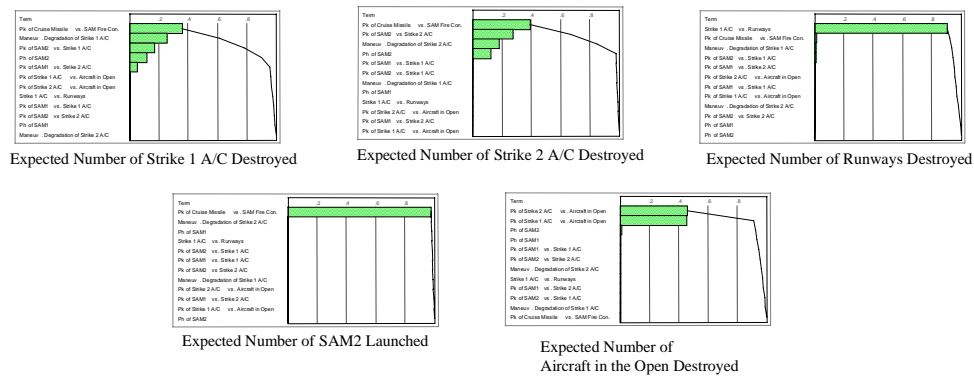 Term
.2 .4 .6 .8
Pk of Cruise Missile vs . SAM Fire Con.
Maneuv . Degradation of Strike 1 A/C
Pk of SAM2 vs . Strike 1 A/C
Ph of SAM2
Pk of SAM1 vs . Strike 2 A/C
Pk of Strike 1 A/C vs . Aircraft in Open
Pk of Strike 2 A/C vs . Aircraft in Open
Strike 1 A/C vs . Runways
Pk of SAM1 vs . Strike 1 A/C
Pk of SAM2 vs Strike 2 A/C
Ph of SAM1
Maneuv . Degradation of Strike 2 A/C
Expected Number of Strike 1 A/C Destroyed
Term
.2 .4 .6 .8
Pk of Cruise Missile vs . SAM Fire Con.
Pk of SAM2 vs Strike 2 A/C
Maneuv . Degradation of Strike 2 A/C
Ph of SAM2
Pk of SAM1 vs . Strike 1 A/C
Pk of SAM2 vs . Strike 1 A/C
Maneuv . Degradation of Strike 1 A/C
Ph of SAM1
Strike 1 A/C vs . Runways
Pk of Strike 2 A/C vs . Aircraft in Open
Pk of SAM1 vs . Strike 2 A/C
Pk of Strike 1 A/C vs . Aircraft in Open
Expected Number of Strike 2 A/C Destroyed
Term
.2 .4 .6 .8
Strike 1 A/C vs . Runways
Pk of Cruise Missile vs . SAM Fire Con.
Maneuv . Degradation of Strike 1 A/C
Pk of SAM2 vs . Strike 1 A/C
Pk of SAM1 vs . Strike 2 A/C
Pk of Strike 2 A/C vs . Aircraft in Open
Pk of SAM1 vs . Strike 1 A/C
Pk of Strike 1 A/C vs . Aircraft in Open
Maneuv . Degradation of Strike 2 A/C
Pk of SAM2 vs Strike 2 A/C
Ph of SAM1
Ph of SAM2
Expected Number of Runways Destroyed
Term
.2 .4 .6 .8
Pk of Cruise Missile vs . SAM Fire Con.
Maneuv . Degradation of Strike 2 A/C
Ph of SAM1
Strike 1 A/C vs . Runways
Pk of SAM2 vs . Strike 1 A/C
Pk of SAM1 vs . Strike 1 A/C
Pk of SAM2 vs Strike 2 A/C
Maneuv . Degradation of Strike 1 A/C
Pk of Strike 2 A/C vs . Aircraft in Open
Pk of SAM1 vs . Strike 2 A/C
Pk of Strike 1 A/C vs . Aircraft in Open
Ph of SAM2
Expected Number of SAM2 Launched
Term
.2 .4 .6 .8
Pk of Strike 2 A/C vs . Aircraft in Open
Pk of Strike 1 A/C vs . Aircraft in Open
Ph of SAM2
Ph of SAM1
Pk of SAM1 vs . Strike 1 A/C
Pk of SAM2 vs Strike 2 A/C
Maneuv . Degradation of Strike 2 A/C
Strike 1 A/C vs . Runways
Pk of SAM1 vs . Strike 2 A/C
Pk of SAM2 vs . Strike 1 A/C
Maneuv . Degradation of Strike 1 A/C
Pk of Cruise Missile vs . SAM Fire Con.
Expected Number of
Aircraft in the Open Destroyed